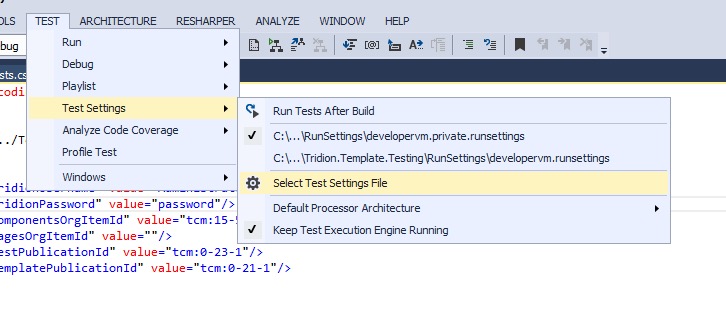 OLS TEST ARCHITECTURE RESHARPER ANALYZE WINDOW HELP
bug
Run
sts.cs
Debug
codi
Playlist
Test Settings
Run Tests After Build
Analyze Code Coverage
C:\...\RunSettings\developervm.private.runsettings
../T
Profile Test
C:\...\Tridion.Template.Testing\RunSettings\developervm.runsettings
Windows
Select Test Settings File
ridionPassword" value="password"/>
Default Processor Architecture
omponentsOrgItemId" value="tcm:15-5
agesOrgItemId" value=""/>
Keep Test Execution Engine Running
estPublicationId" value="tcm:0-23-1"/>
emplatePublicationId" value="tcm:0-21-1"/>